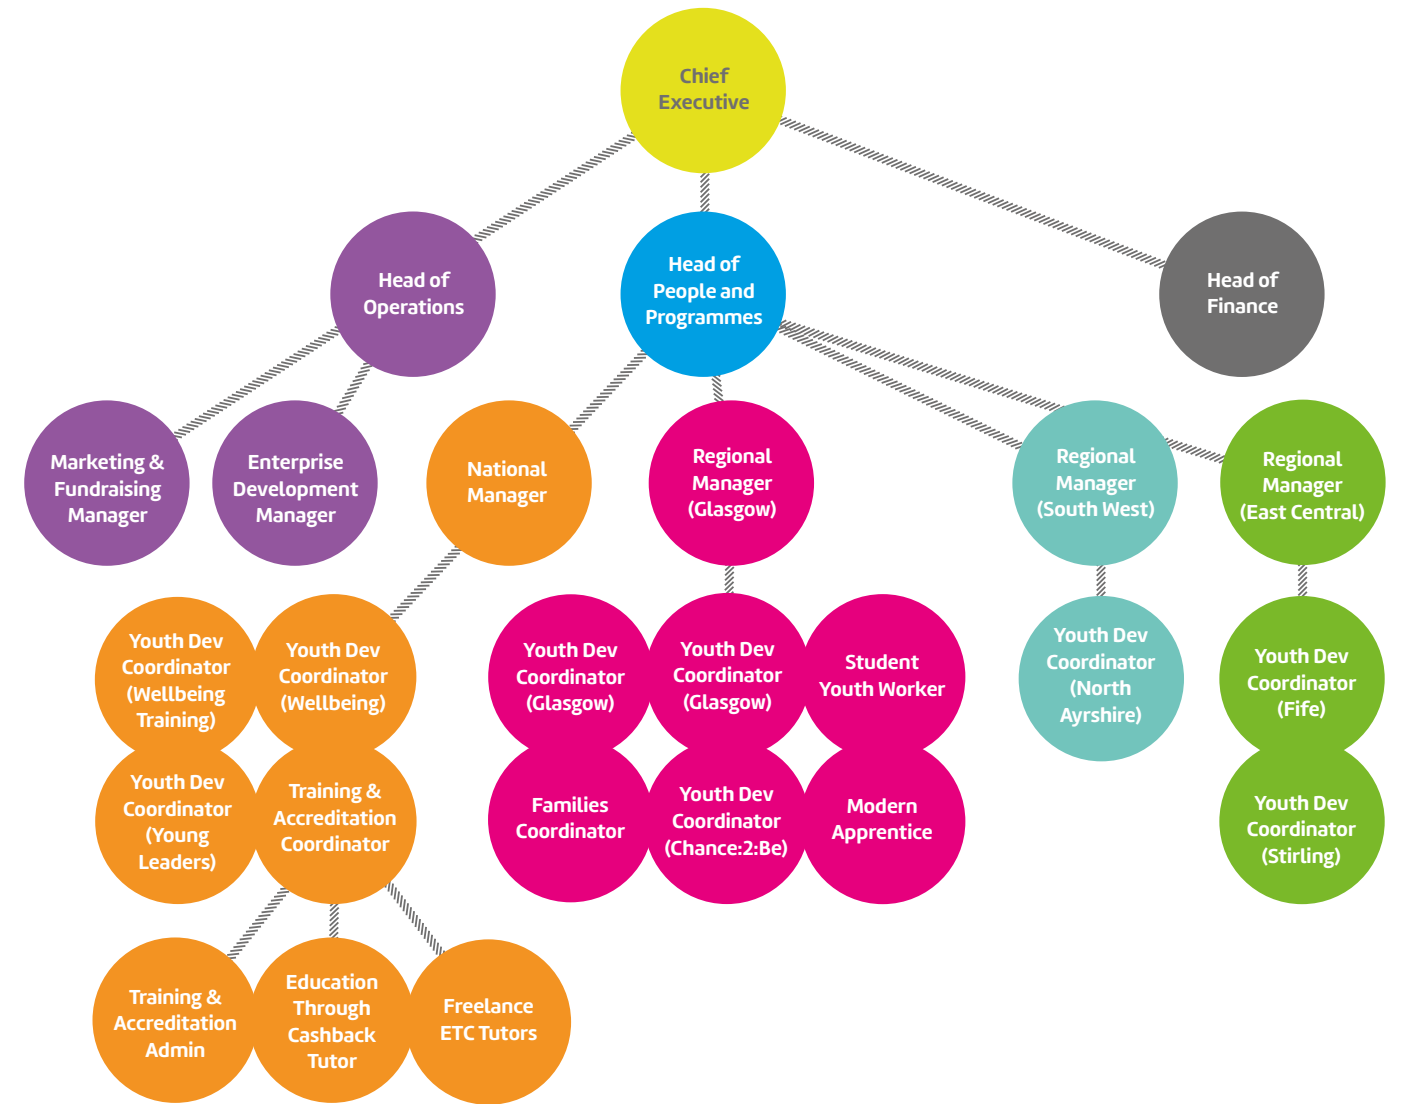 Chief
Executive
Head of
Operations
Head of
People and
Programmes
Head of
Finance
Marketing &
Fundraising
Manager
Enterprise
Development
Manager
National
Manager
Regional
Manager
(Glasgow)
Regional
Manager
(South West)
Regional
Manager
(East Central)
Youth Dev
Coordinator
(Wellbeing
Training)
Youth Dev
Coordinator
(Wellbeing)
Youth Dev
Coordinator
(Glasgow)
Youth Dev
Coordinator
(Glasgow)
Student
Youth Worker
Youth Dev
Coordinator
(North
Ayrshire)
Youth Dev
Coordinator
(Fife)
Youth Dev
Coordinator
(Young
Leaders)
Training &
Accreditation
Coordinator
Families
Coordinator
Youth Dev
Coordinator
(Chance:2:Be)
Modern
Apprentice
Youth Dev
Coordinator
(Stirling)
Training &
Accreditation
Admin
Education
Through
Cashback
Tutor
Freelance
ETC Tutors